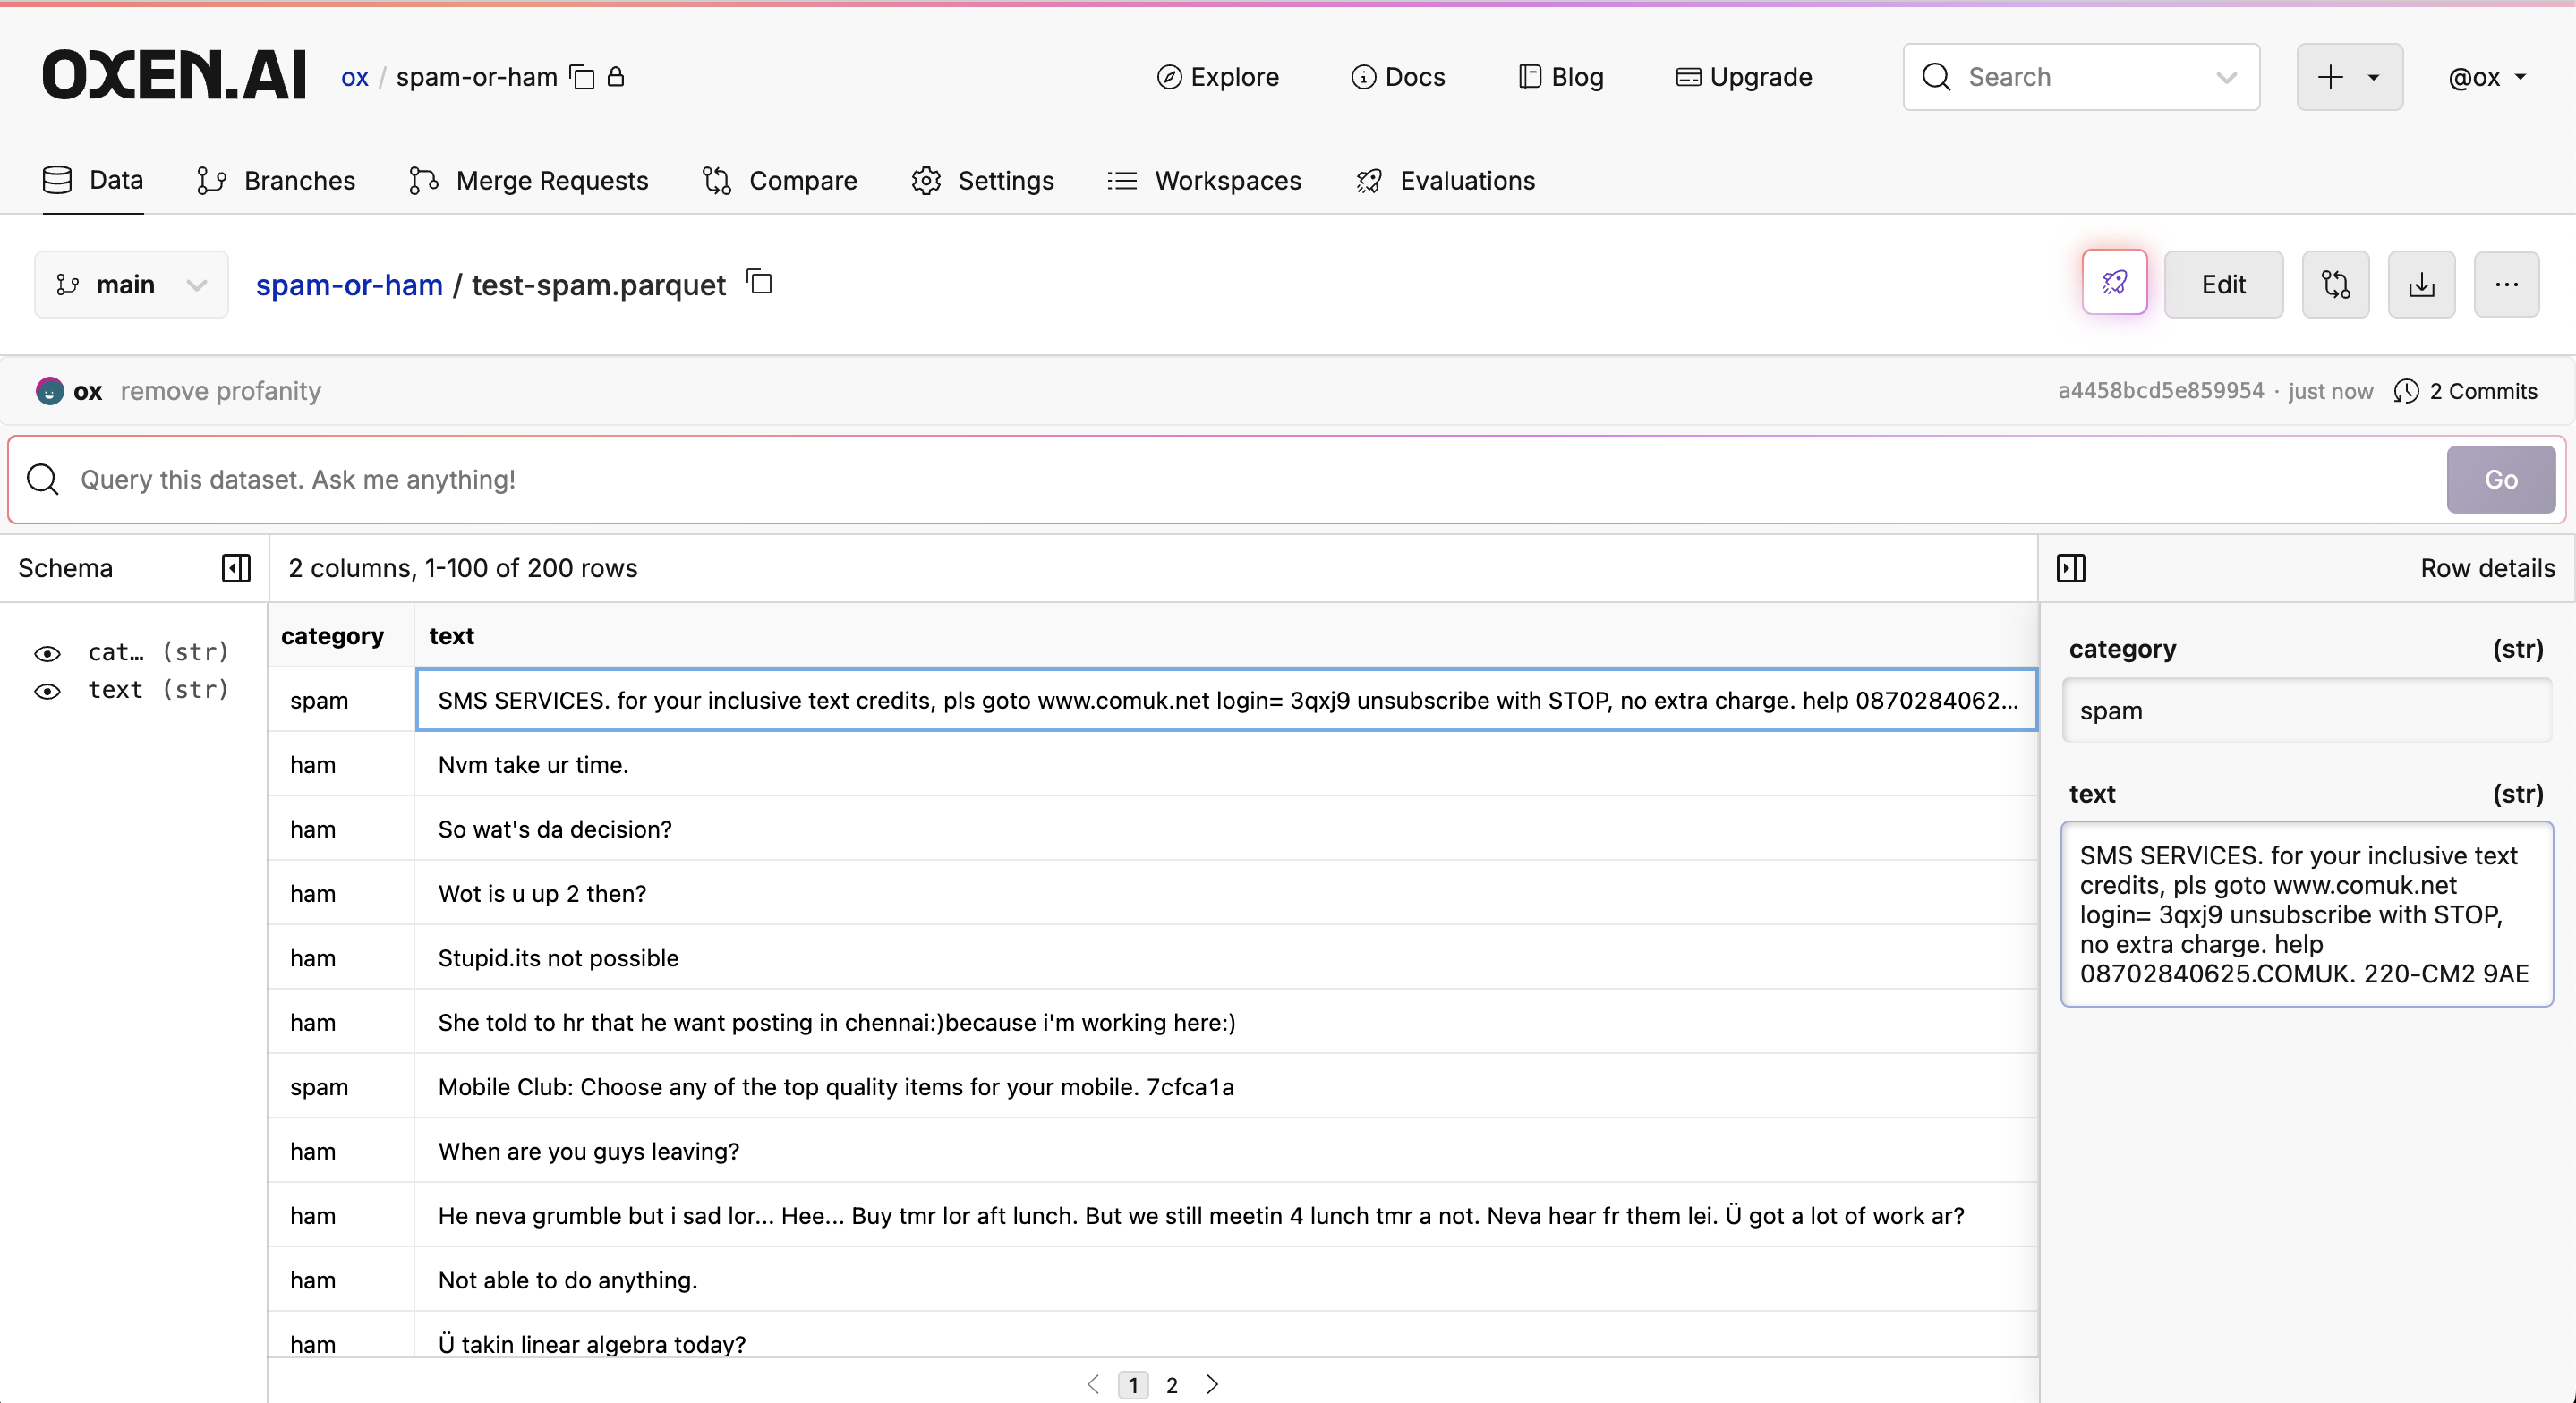 OXEN.AI ox / spam-or-ham Explore Docs Blog Upgrade Search @ox
Data Branches Merge Requests Compare Settings Workspaces Evaluations
main spam-or-ham / test-spam.parquet Edit
ox remove profanity a4458bcd5e859954 · just now 2 Commits
Query this dataset. Ask me anything! Go
Schema 2 columns, 1-100 of 200 rows Row details
cat… (str)
text (str)
category text
spam SMS SERVICES. for your inclusive text credits, pls goto www.comuk.net login= 3qxj9 unsubscribe with STOP, no extra charge. help 0870284062...
ham Nvm take ur time.
ham So wat's da decision?
ham Wot is u up 2 then?
ham Stupid.its not possible
ham She told to hr that he want posting in chennai:)because i'm working here:)
spam Mobile Club: Choose any of the top quality items for your mobile. 7cfca1a
ham When are you guys leaving?
ham He neva grumble but i sad lor... Hee... Buy tmr lor aft lunch. But we still meetin 4 lunch tmr a not. Neva hear fr them lei. Ü got a lot of work ar?
ham Not able to do anything.
ham Ü takin linear algebra today?
1 2
category (str)
spam
text (str)
SMS SERVICES. for your inclusive text
credits, pls goto www.comuk.net
login= 3qxj9 unsubscribe with STOP,
no extra charge. help
08702840625.COMUK. 220-CM2 9AE